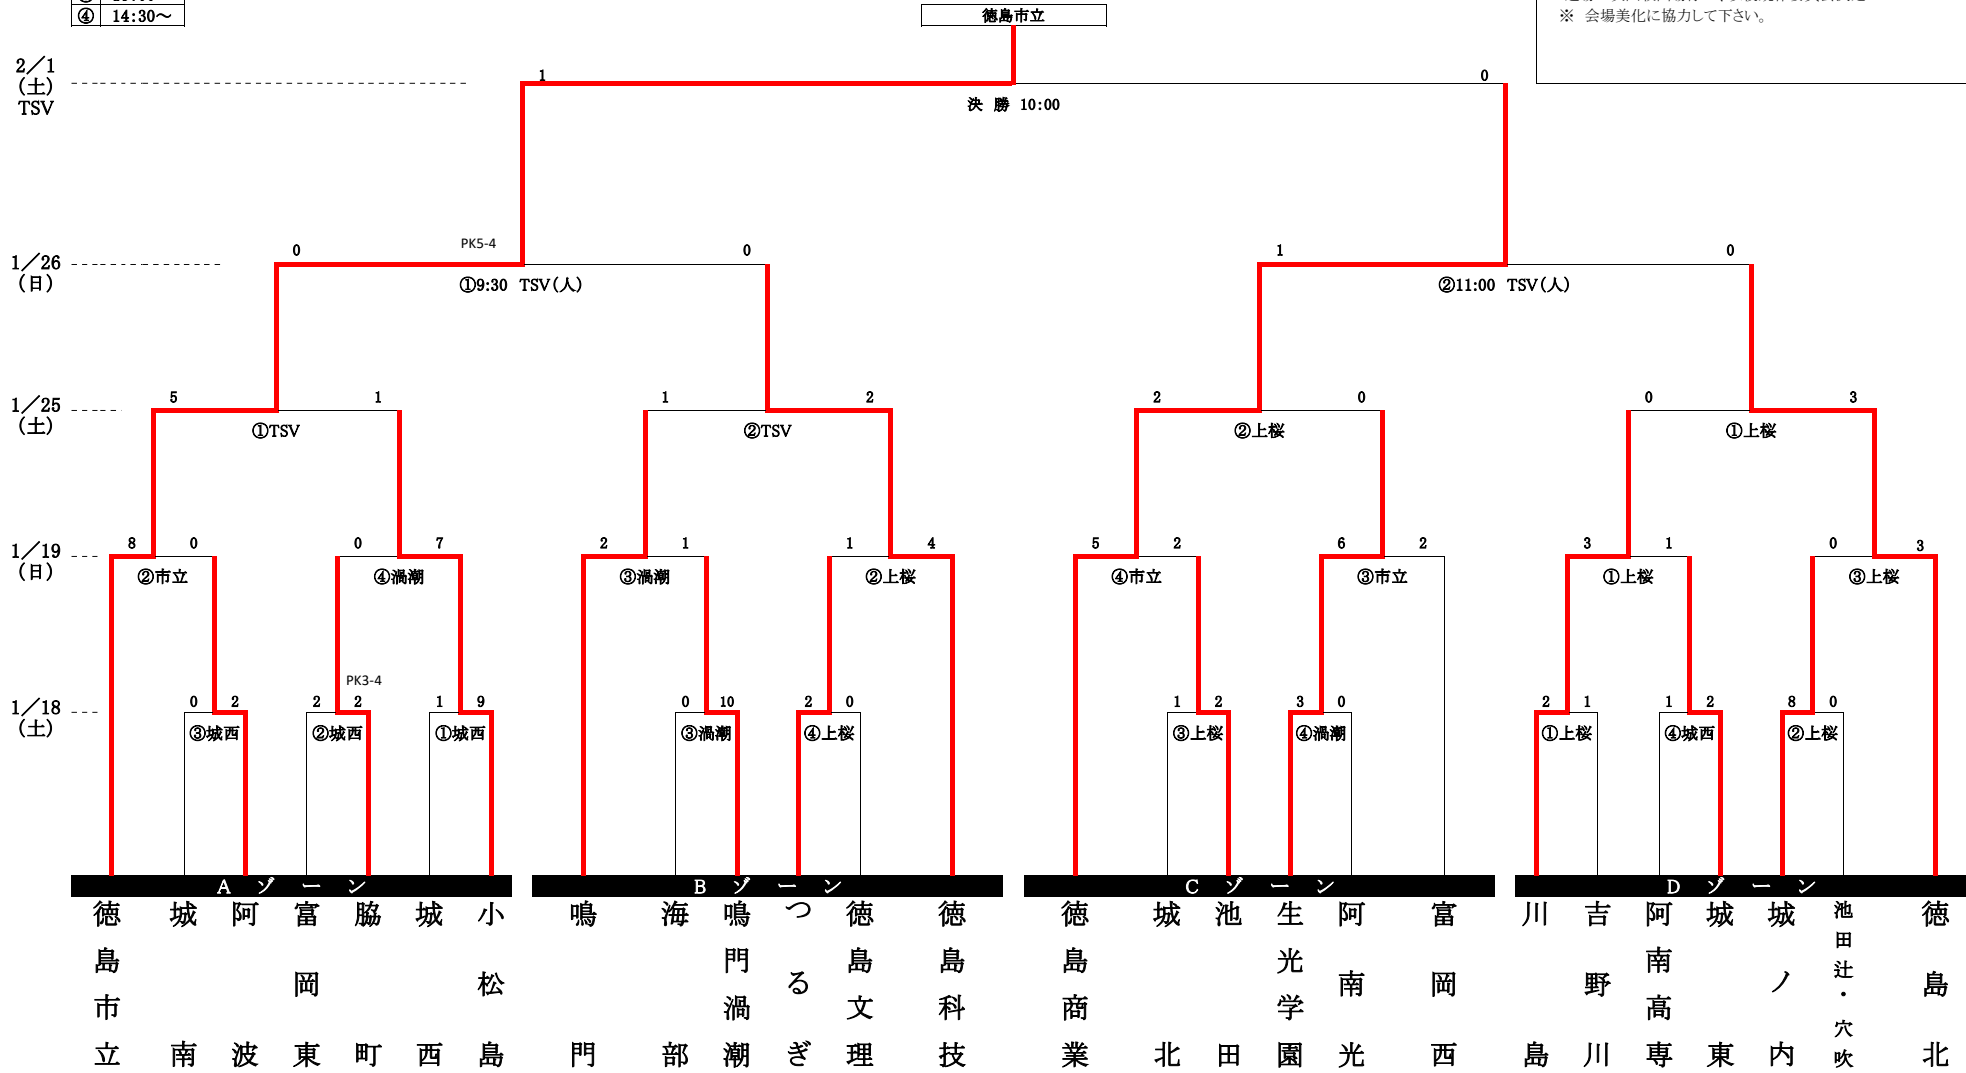 ④ 14:30～
徳島市立
※ 会場美化に協力して下さい。
2／1
（土）
TSV
1 0
決 勝 10:00
1／26
（日）
0 PK5-4 0 1 0
①9:30 TSV（人） ②11:00 TSV（人）
1／25
（土）
5 1 1 2 2 0 0 3
①TSV ②TSV ②上桜 ①上桜
1／19
（日）
8 0 0 7 2 1 1 4 5 2 6 2 3 1 0 3
②市立 ④渦潮 ③渦潮 ②上桜 ④市立 ③市立 ①上桜 ③上桜
PK3-4
1／18
（土）
0 2 2 2 1 9 0 10 2 0 1 2 3 0 2 1 1 2 8 0
③城西 ②城西 ①城西 ③渦潮 ④上桜 ③上桜 ④渦潮 ①上桜 ④城西 ②上桜
Aゾーン Bゾーン Cゾーン Dゾーン
徳島市立
城南
阿波
富岡東
脇町
城西
小松島
鳴門
海部
鳴門渦潮
つるぎ
徳島文理
徳島科技
徳島商業
城北
池田
生光学園
阿南光
富岡西
川島
吉野川
阿南高専
城東
城ノ内
池田辻・穴吹
徳島北